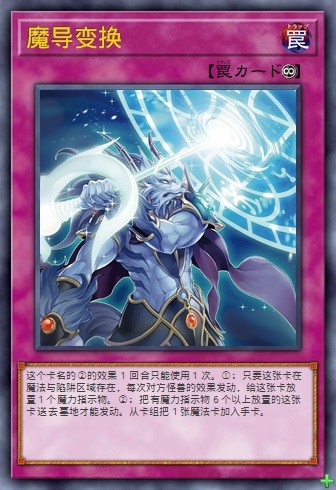 魔导变换
トラップ
罠
【罠カード】
这个卡名的②的效果1回合只能使用1次。①：只要这张卡在
魔法与陷阱区域存在，每次对方怪兽的效果发动，给这张卡放
置1个魔力指示物。②：把有魔力指示物6个以上放置的这张
卡送去墓地才能发动。从卡组把1张魔法卡加入手卡。